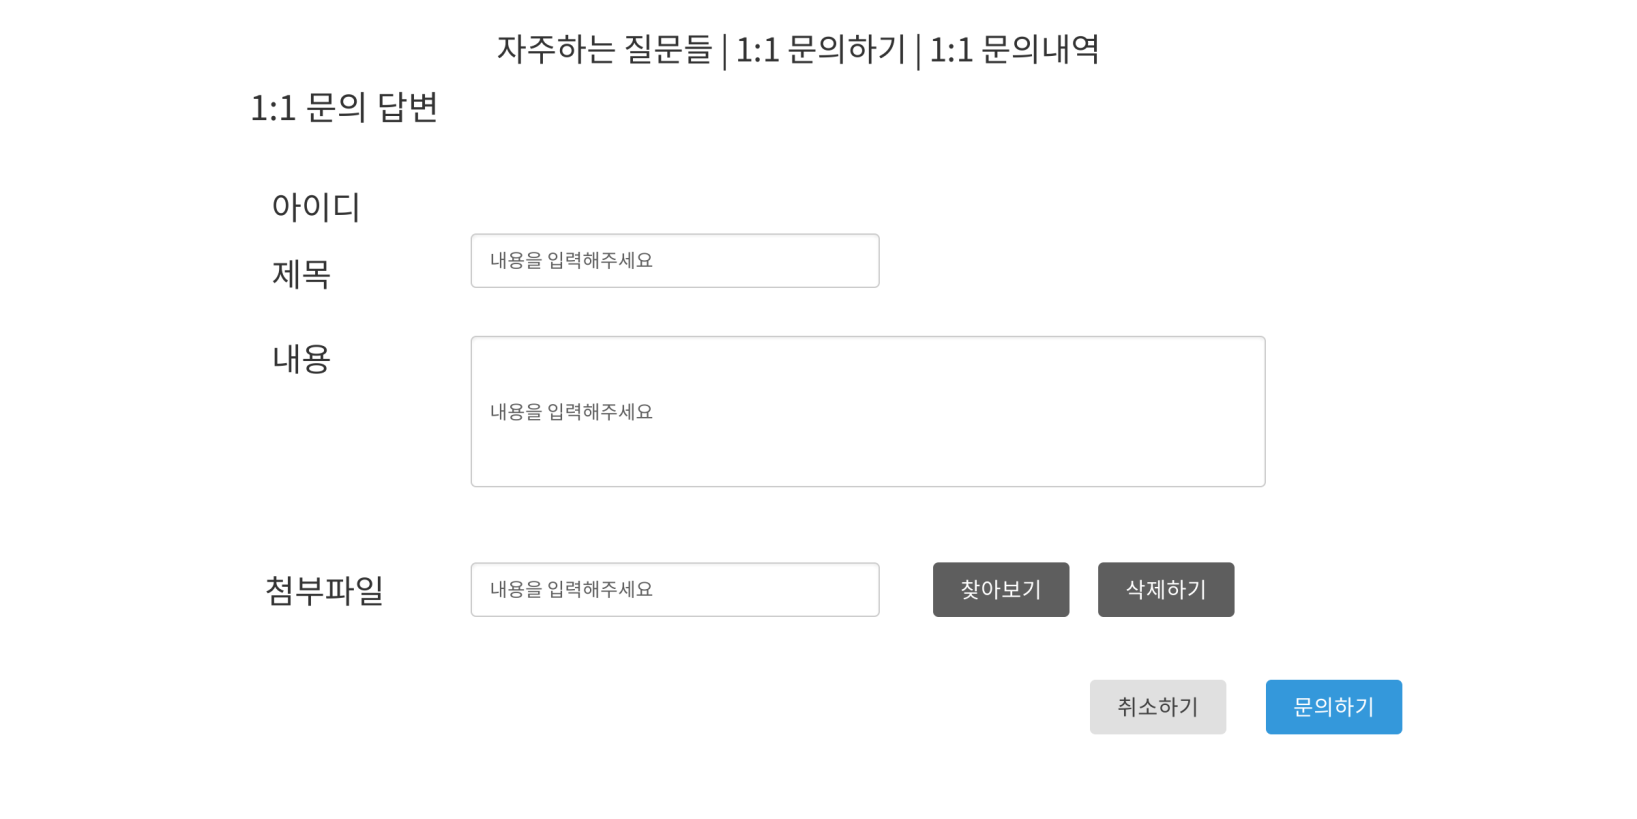 자주하는 질문들 | 1:1 문의하기 | 1:1 문의내역
1:1 문의 답변
아이디
제목
내용을 입력해주세요
내용
내용을 입력해주세요
첨부파일
내용을 입력해주세요
찾아보기
삭제하기
취소하기
문의하기